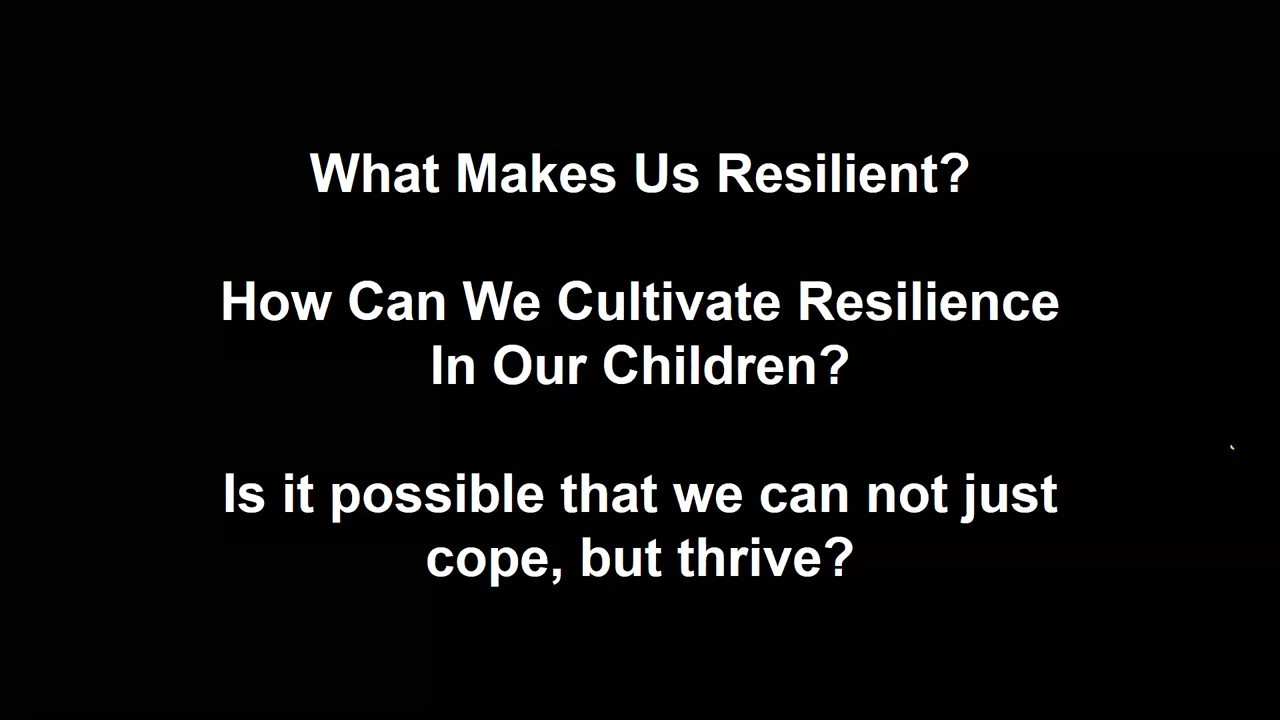 What Makes Us Resilient?
How Can We Cultivate Resilience
In Our Children?
Is it possible that we can not just
cope, but thrive?